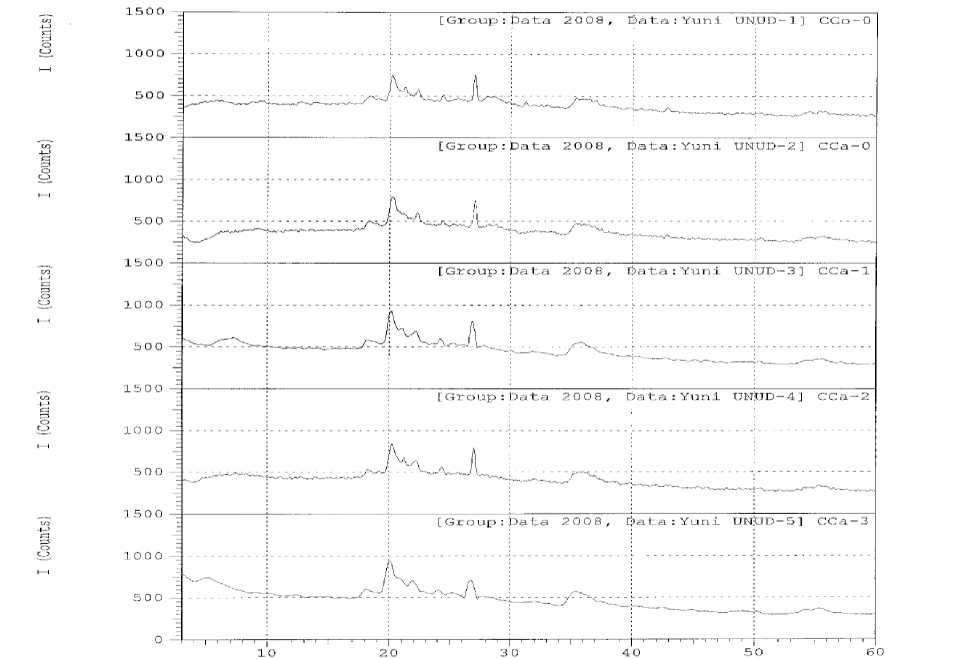 1500
[Group:Data 2008, Data:Yuni UNUD-1] CCo-0
I (Counts)
1000
500
1500
[Group:Data 2008, Data:Yuni UNUD-2] CCa-0
I (Counts)
1000
500
1500
[Group:Data 2008, Data:Yuni UNUD-3] CCa-1
I (Counts)
1000
500
1500
[Group:Data 2008, Data:Yuni UNUD-4] CCa-2
I (Counts)
1000
500
1500
[Group:Data 2008, Data:Yuni UNUD-5] CCa-3
I (Counts)
1000
500
0
10 20 30 40 50 60